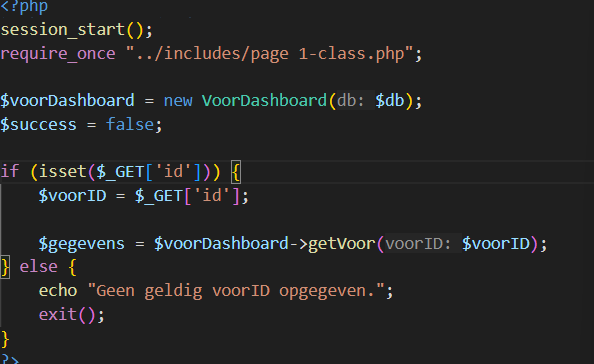 <?php
session_start();
require_once "../includes/page 1-class.php";

$voorDashboard = new VoorDashboard(db: $db);
$success = false;

if (isset($_GET['id'])) {
    $voorID = $_GET['id'];

    $gegevens = $voorDashboard->getVoor(voorID: $voorID);
} else {
    echo "Geen geldig voorID opgegeven.";
    exit();
}
?>